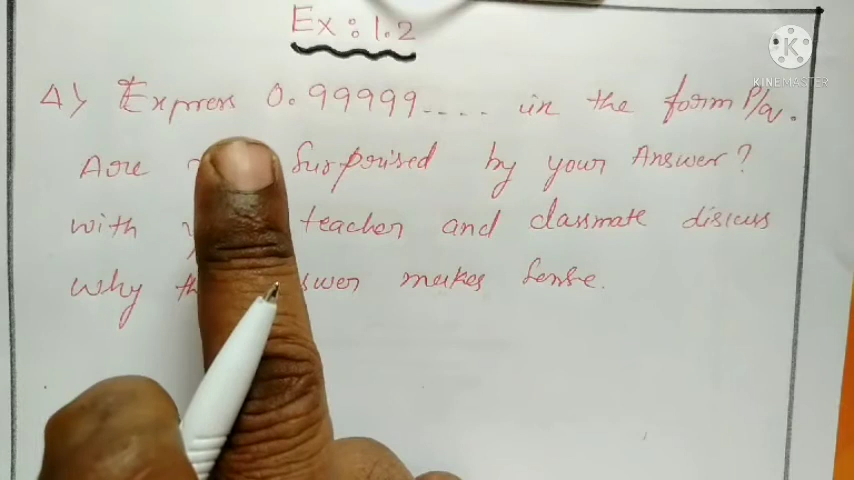 Ex : 1.2
K
KINEMASTER
4) Express 0.99999.... in the form P/q.
Are Surprised by your Answer?
with teacher and classmate discuss
why makes Sense.